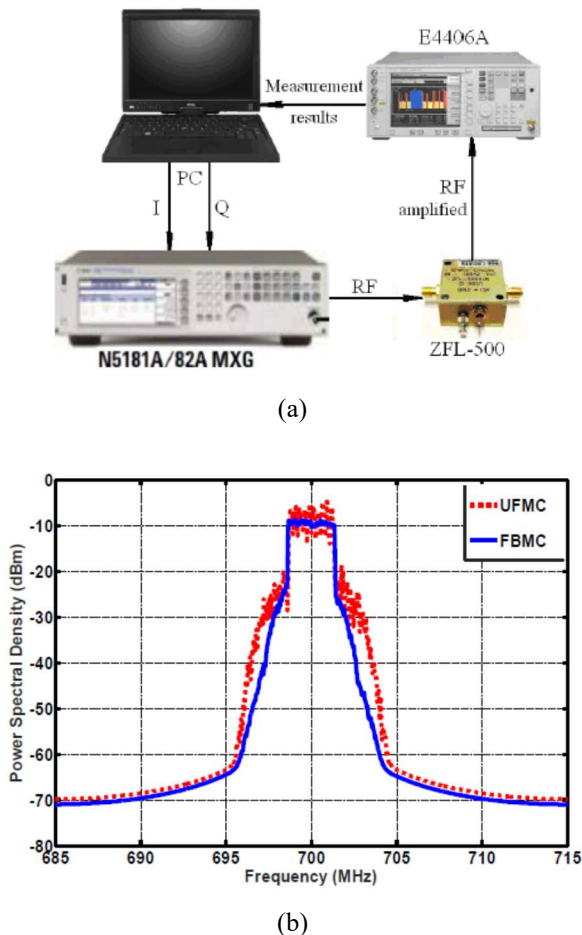 E4406A
Measurement
results
PC
I
Q
RF
amplified
RF
N5181A/82A MXG
ZFL-500
(a)
0
-10
-20
-30
-40
-50
-60
-70
-80
Power Spectral Density (dBm)
UFMC
FBMC
685
690
695
700
705
710
715
Frequency (MHz)
(b)